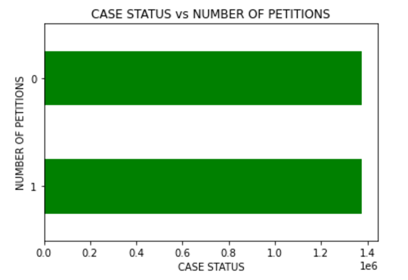 CASE STATUS vs NUMBER OF PETITIONS
NUMBER OF PETITIONS
0
1
0.0 0.2 0.4 0.6 0.8 1.0 1.2 1.4
1e6
CASE STATUS